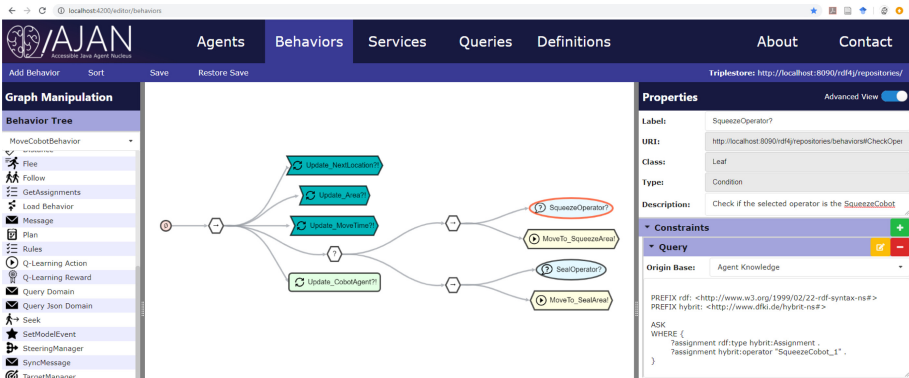 localhost:4200/editor/behaviors
AJAN
Accessible Java Agent Nucleus
Agents Behaviors Services Queries Definitions About Contact
Add Behavior Sort Save Restore Save Triplestore: http://localhost:8090/rdf4j/repositories/
Graph Manipulation
Behavior Tree
MoveCobotBehavior
Distance
Flee
Follow
GetAssignments
Load Behavior
Message
Plan
Rules
Q-Learning Action
Q-Learning Reward
Query Domain
Query Json Domain
Seek
SetModelEvent
SteeringManager
SyncMessage
TargetManager
Update_NextLocation?!
Update_Area?!
Update_MoveTime?!
?
Update_CobotAgent?!
SqueezeOperator?
MoveTo_SqueezeArea!
SealOperator?
MoveTo_SealArea!
Properties Advanced View
Label: SqueezeOperator?
URI: http://localhost:8090/rdf4j/repositories/behaviors#CheckOper
Class: Leaf
Type: Condition
Description: Check if the selected operator is the SqueezeCobot
Constraints
Query
Origin Base: Agent Knowledge
PREFIX rdf: <http://www.w3.org/1999/02/22-rdf-syntax-ns#>
PREFIX hybrit: <http://www.dfki.de/hybrit-ns#>
ASK
WHERE {
?assignment rdf:type hybrit:Assignment .
?assignment hybrit:operator "SqueezeCobot_1" .
}